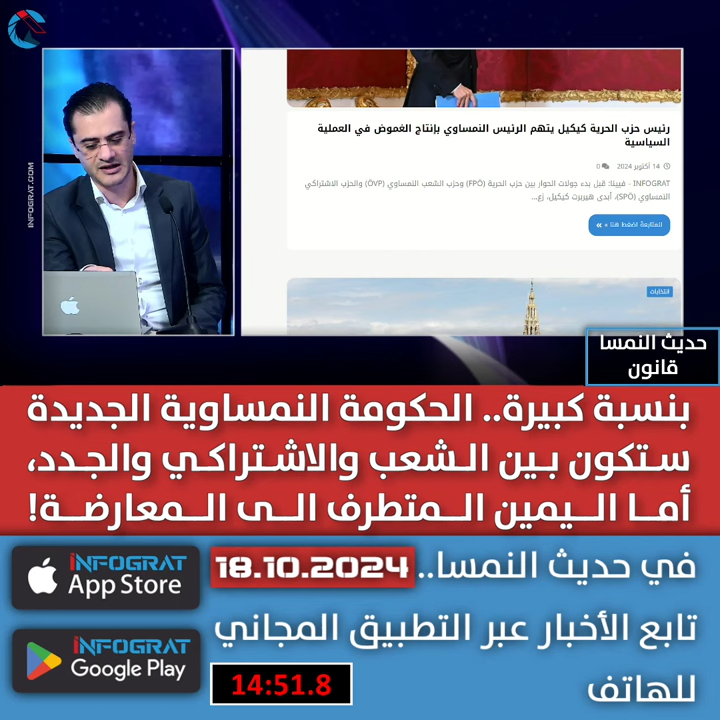 INFOGRAT.COM
رئيس حزب الحرية كيكيل يتهم الرئيس النمساوي بإنتاج الغموض في العملية
السياسية
14 أكتوبر 2024 0
INFOGRAT - فيينا: قبل بدء جولات الحوار بين حزب الحرية (FPÖ) وحزب الشعب النمساوي (ÖVP) والحزب الاشتراكي
النمساوي (SPÖ)، أبدى هيربرت كيكيل، زع...
للمتابعة اضغط هنا » »
انتخابات
حديث النمسا
قانون
بنسبة كبيرة.. الحكومة النمساوية الجديدة
ستكون بين الشعب والاشتراكي والجدد،
أما اليمين المتطرف الى المعارضة!
في حديث النمسا.. 18.10.2024
تابع الأخبار عبر التطبيق المجاني
للهاتف
INFOGRAT
App Store
INFOGRAT
Google Play
14:51.8